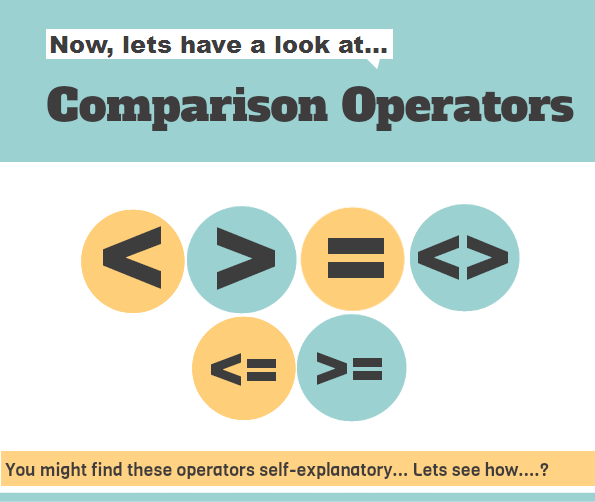 Now, lets have a look at...
Comparison Operators
< > = <>
<= >=
You might find these operators self-explanatory... Lets see how....?